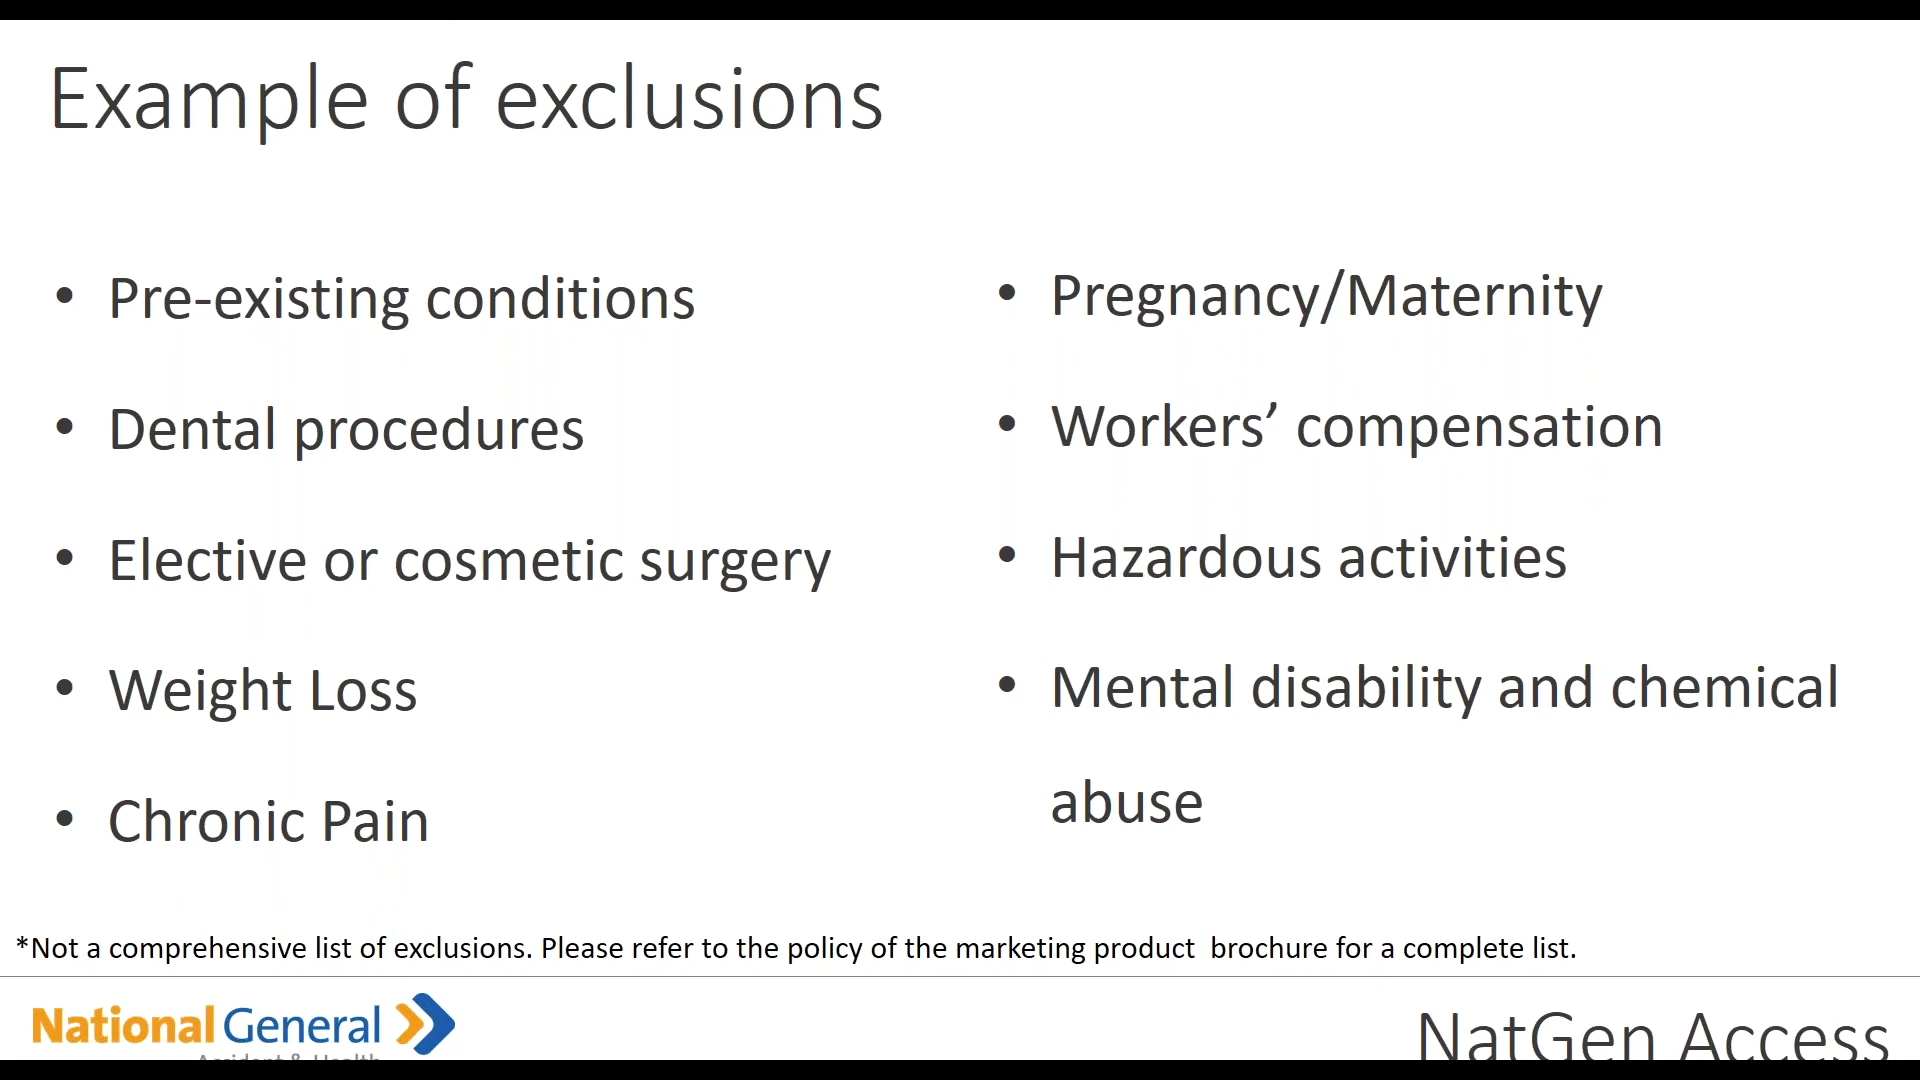 Example of exclusions
• Pre-existing conditions
• Dental procedures
• Elective or cosmetic surgery
• Weight Loss
• Chronic Pain
• Pregnancy/Maternity
• Workers’ compensation
• Hazardous activities
• Mental disability and chemical
abuse
*Not a comprehensive list of exclusions. Please refer to the policy of the marketing product  brochure for a complete list.
National General
Accident & Health
NatGen Access